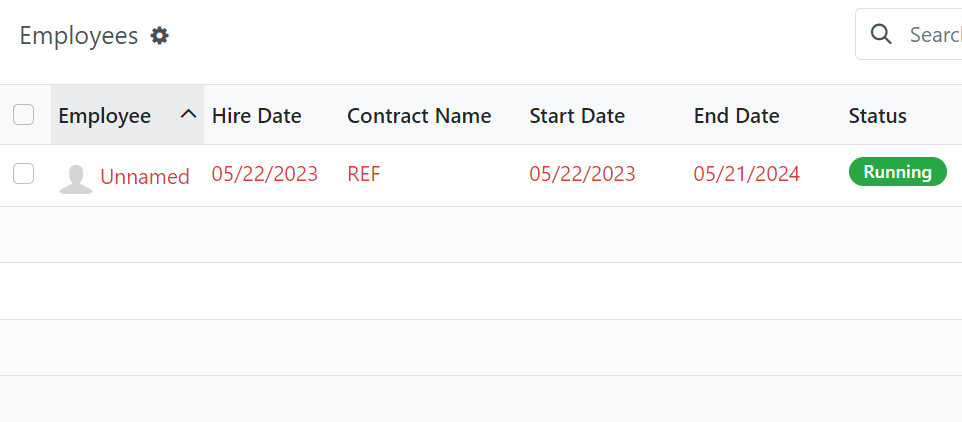 Employees
Employee Hire Date Contract Name Start Date End Date Status
Unnamed 05/22/2023 REF 05/22/2023 05/21/2024 Running